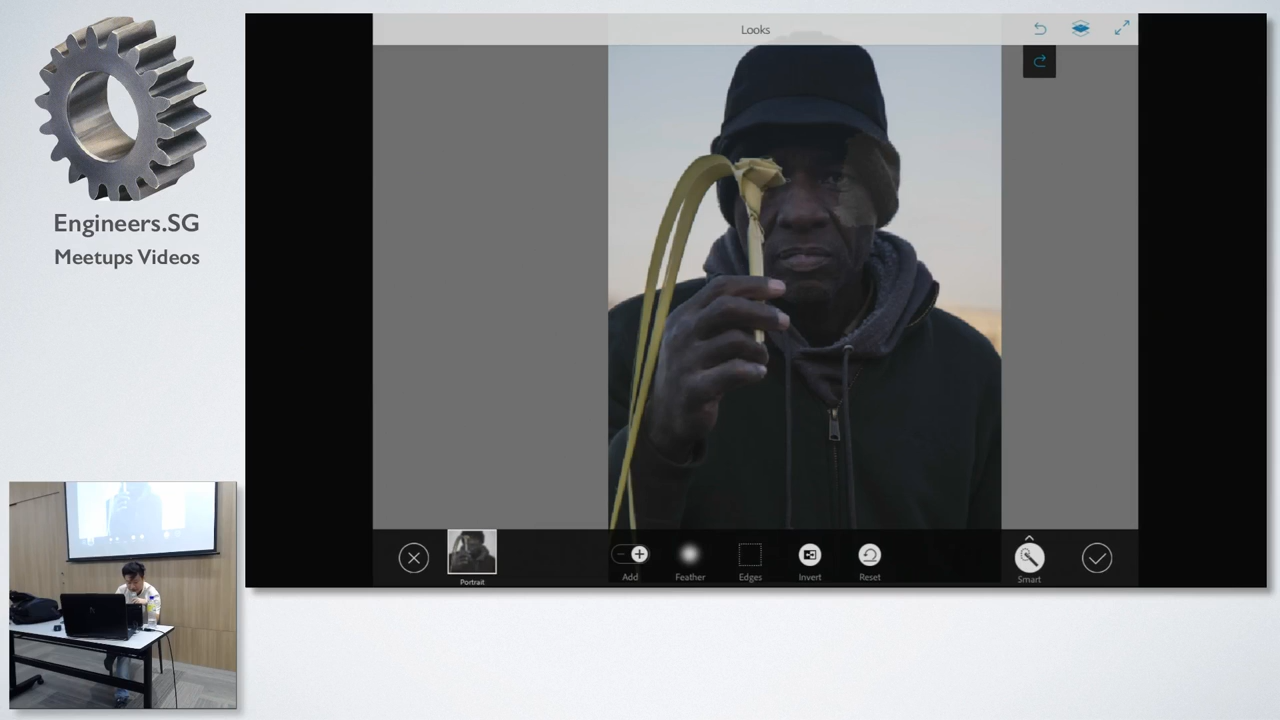 Engineers.SG
Meetups Videos
Looks
Portrait
Add
Feather
Edges
Invert
Reset
Smart